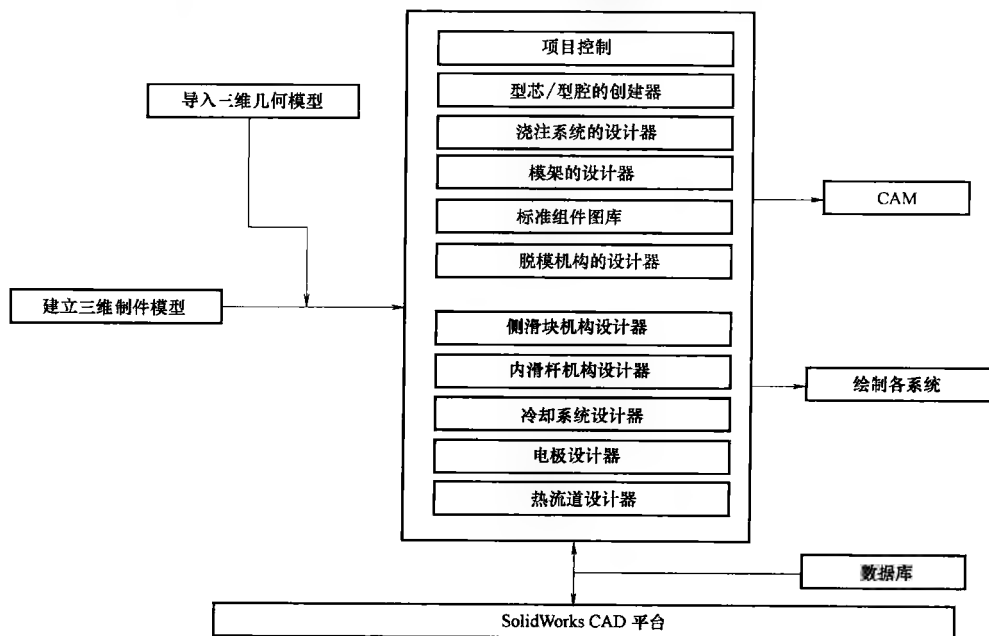 项目控制
型芯/型腔的创建器
导入三维几何模型
浇注系统的设计器
模架的设计器
CAM
标准组件图库
脱模机构的设计器
建立三维制件模型
侧滑块机构设计器
内滑杆机构设计器
绘制各系统
冷却系统设计器
电极设计器
热流道设计器
数据库
SolidWorks CAD 平台